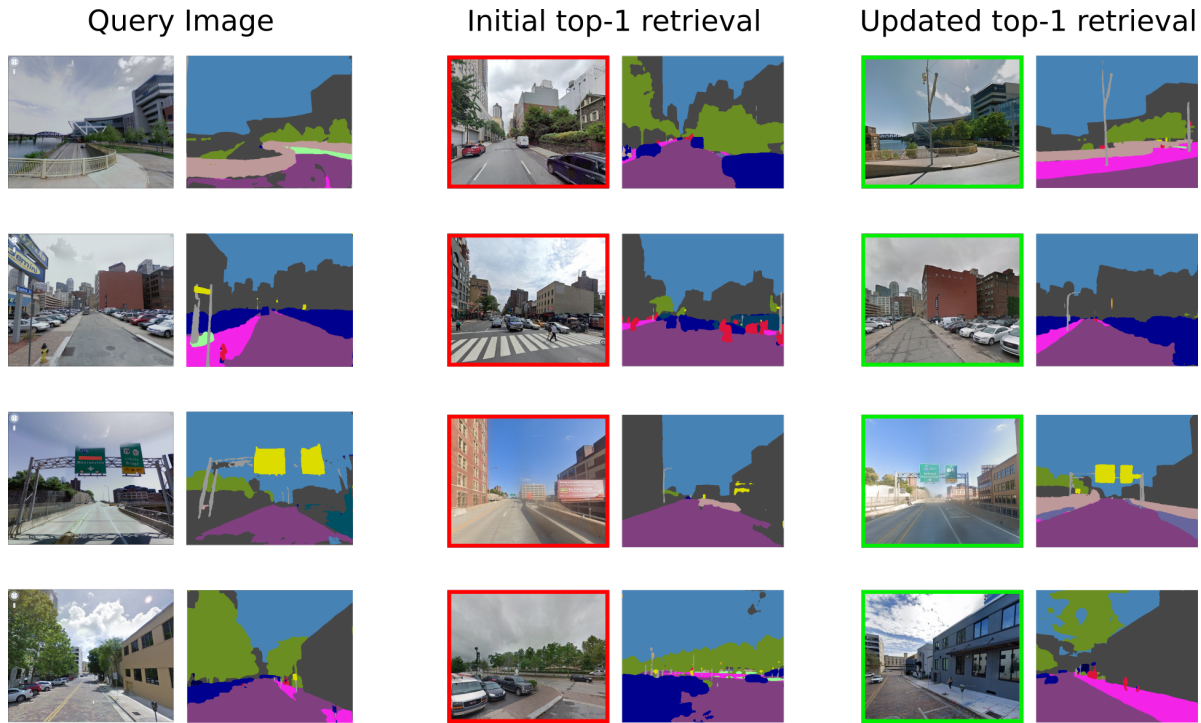 Query Image
Initial top-1 retrieval
Updated top-1 retrieval